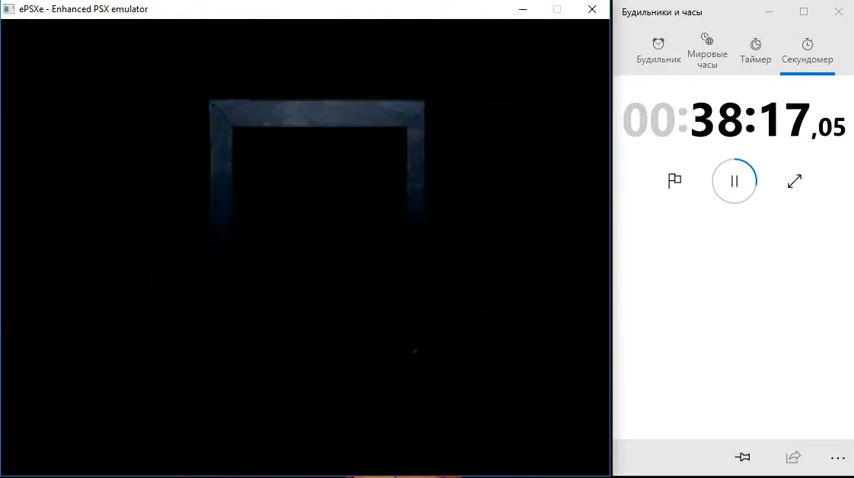 ePSXe - Enhanced PSX emulator
Будильники и часы
Будильник
Мировые
часы
Таймер
Секундомер
00:38:17,05